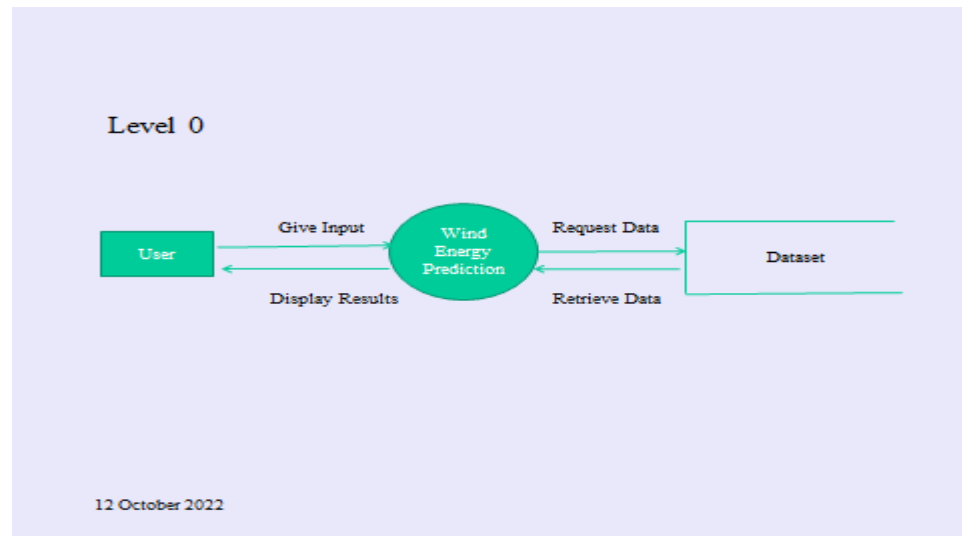 Level 0
Give Input
Request Data
User
Wind
Energy
Prediction
Dataset
Display Results
Retrieve Data
12 October 2022